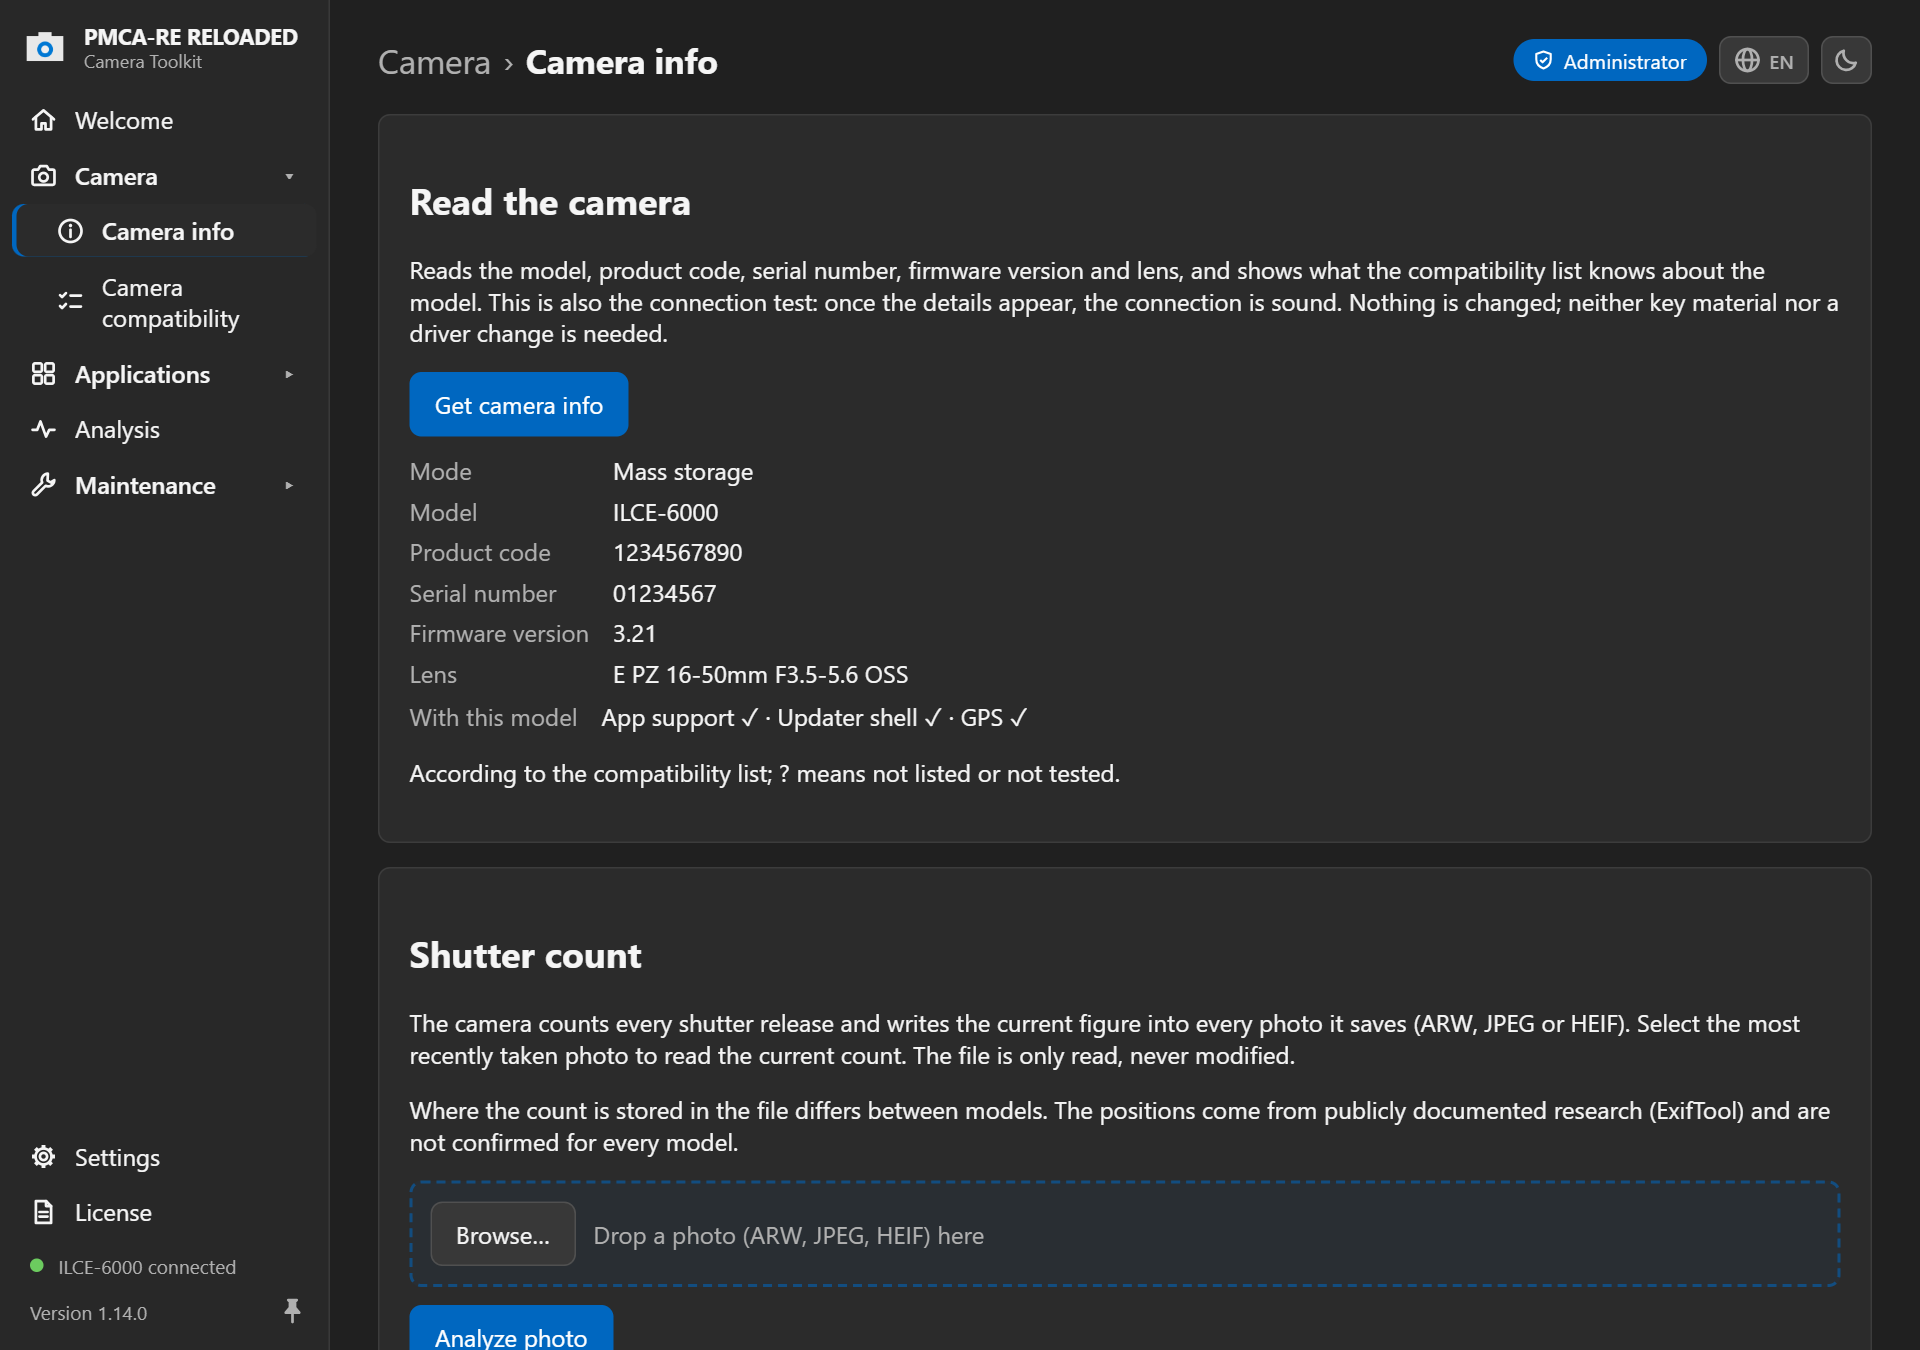 PMCA-RE RELOADED
Camera Toolkit
Welcome
Camera
Camera info
Camera
compatibility
Applications
Analysis
Maintenance
Settings
License
ILCE-6000 connected
Version 1.14.0
Camera › Camera info
Administrator
EN
Read the camera
Reads the model, product code, serial number, firmware version and lens, and shows what the compatibility list knows about the
model. This is also the connection test: once the details appear, the connection is sound. Nothing is changed; neither key material nor a
driver change is needed.
Get camera info
Mode Mass storage
Model ILCE-6000
Product code 1234567890
Serial number 01234567
Firmware version 3.21
Lens E PZ 16-50mm F3.5-5.6 OSS
With this model App support ✓ · Updater shell ✓ · GPS ✓
According to the compatibility list; ? means not listed or not tested.
Shutter count
The camera counts every shutter release and writes the current figure into every photo it saves (ARW, JPEG or HEIF). Select the most
recently taken photo to read the current count. The file is only read, never modified.
Where the count is stored in the file differs between models. The positions come from publicly documented research (ExifTool) and are
not confirmed for every model.
Browse... Drop a photo (ARW, JPEG, HEIF) here
Analyze photo